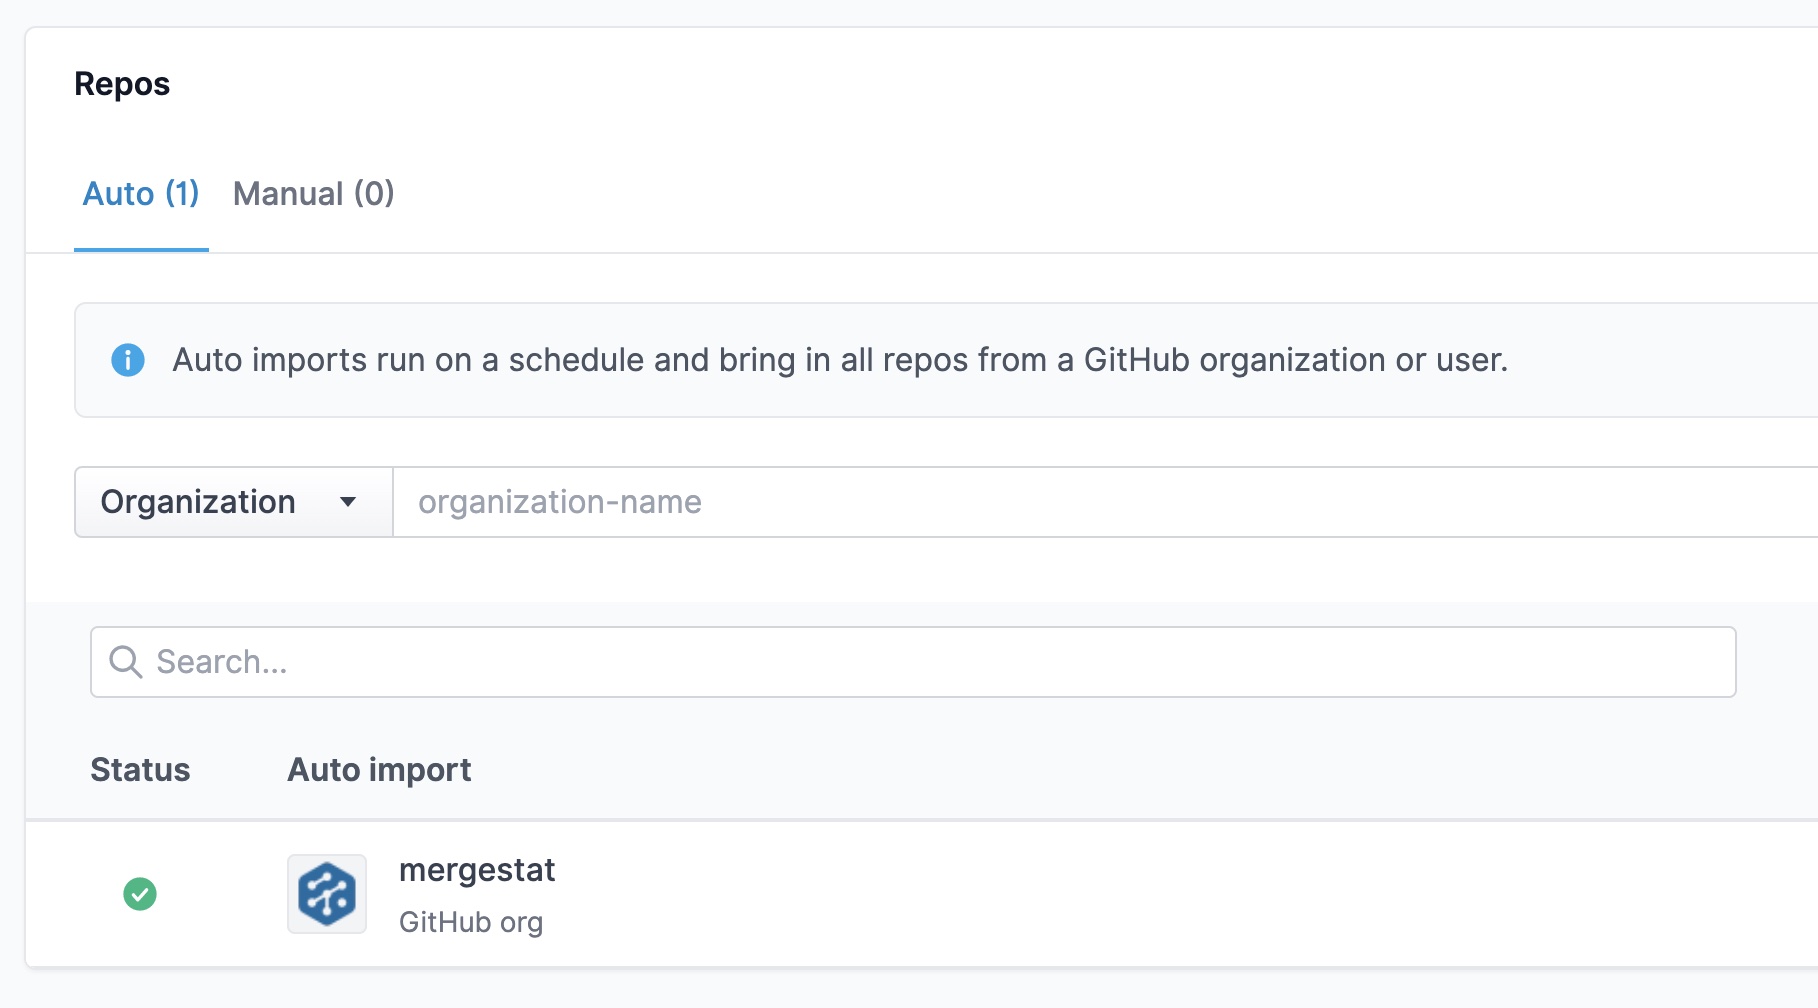 Repos
Auto (1) Manual (0)
Auto imports run on a schedule and bring in all repos from a GitHub organization or user.
Organization organization-name
Search...
Status Auto import
mergestat
GitHub org